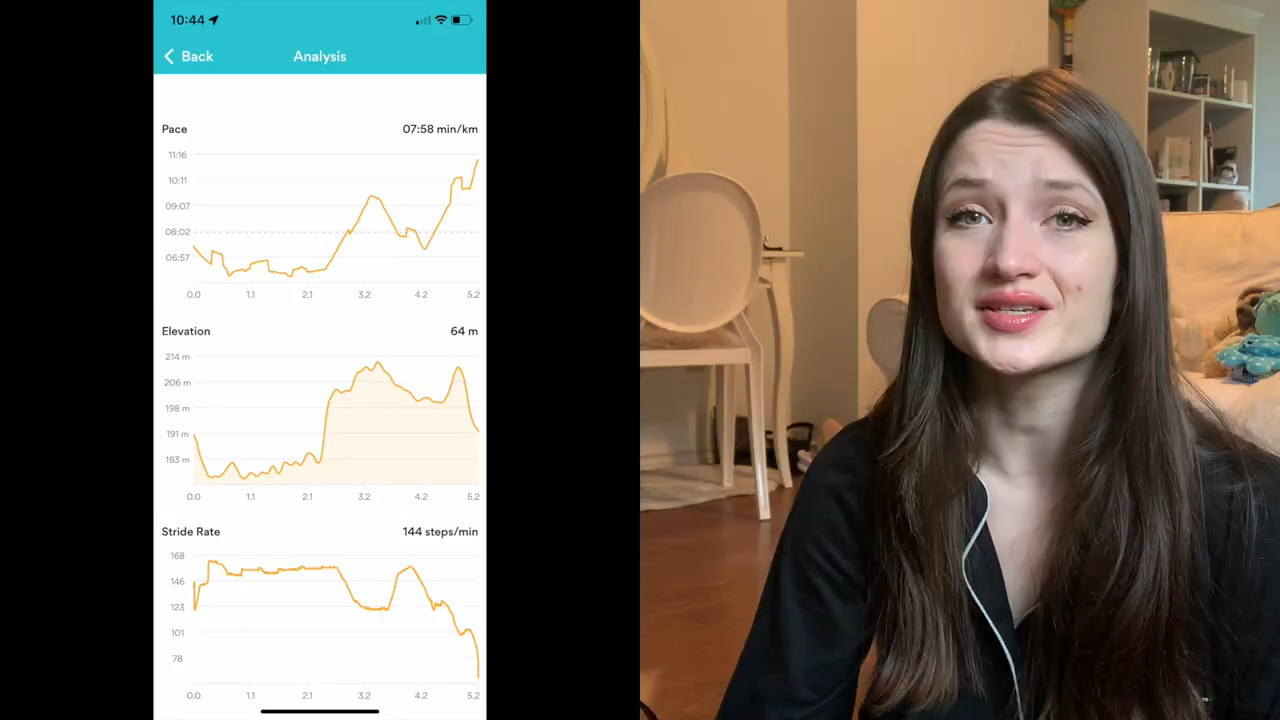 10:44
Back Analysis
Pace 07:58 min/km
11:16
10:11
09:07
08:02
06:57
0.0 1.1 2.1 3.2 4.2 5.2
Elevation 64 m
214 m
206 m
198 m
191 m
183 m
0.0 1.1 2.1 3.2 4.2 5.2
Stride Rate 144 steps/min
168
146
123
101
78
0.0 1.1 2.1 3.2 4.2 5.2